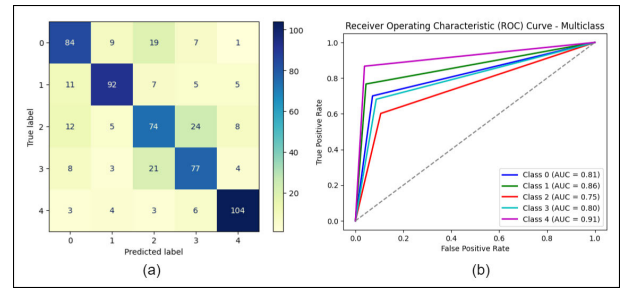 Receiver Operating Characteristic (ROC) Curve - Multiclass
True label
0 84 9 19 7 1
1 11 92 7 5 5
2 12 5 74 24 8
3 8 3 21 77 4
4 3 4 3 6 104
0 1 2 3 4
Predicted label
100
80
60
40
20
(a)
True Positive Rate
1.0
0.8
0.6
0.4
0.2
0.0
0.0 0.2 0.4 0.6 0.8 1.0
False Positive Rate
Class 0 (AUC = 0.81)
Class 1 (AUC = 0.86)
Class 2 (AUC = 0.75)
Class 3 (AUC = 0.80)
Class 4 (AUC = 0.91)
(b)